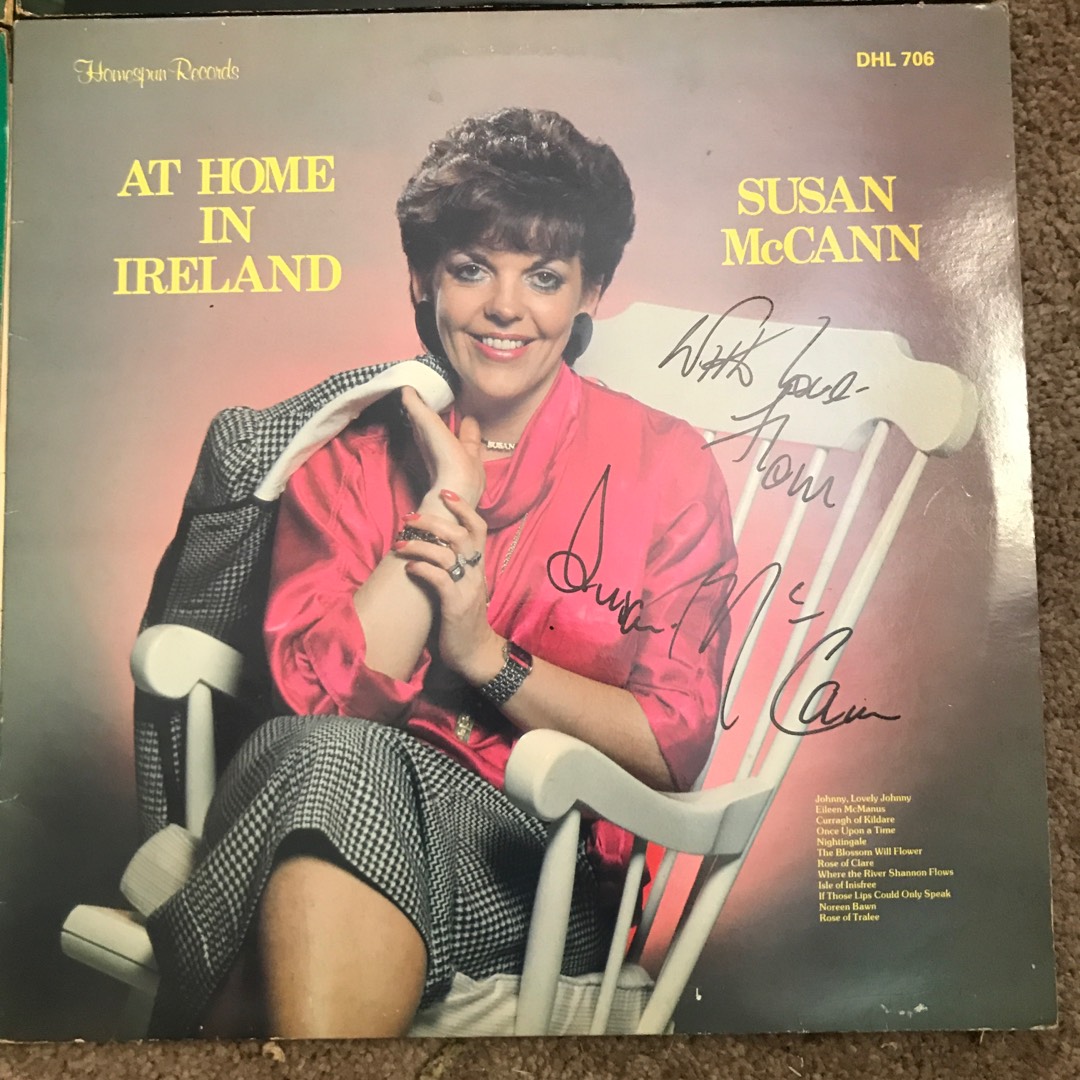 Homespun Records
DHL 706
AT HOME
IN
IRELAND
SUSAN
McCANN
With Love
From
Susan McCann
SUSAN
Johnny, Lovely Johnny
Eileen McManus
Curragh of Kildare
Once Upon a Time
Nightingale
The Blossom Will Flower
Rose of Clare
Where the River Shannon Flows
Isle of Inisfree
If Those Lips Could Only Speak
Noreen Bawn
Rose of Tralee